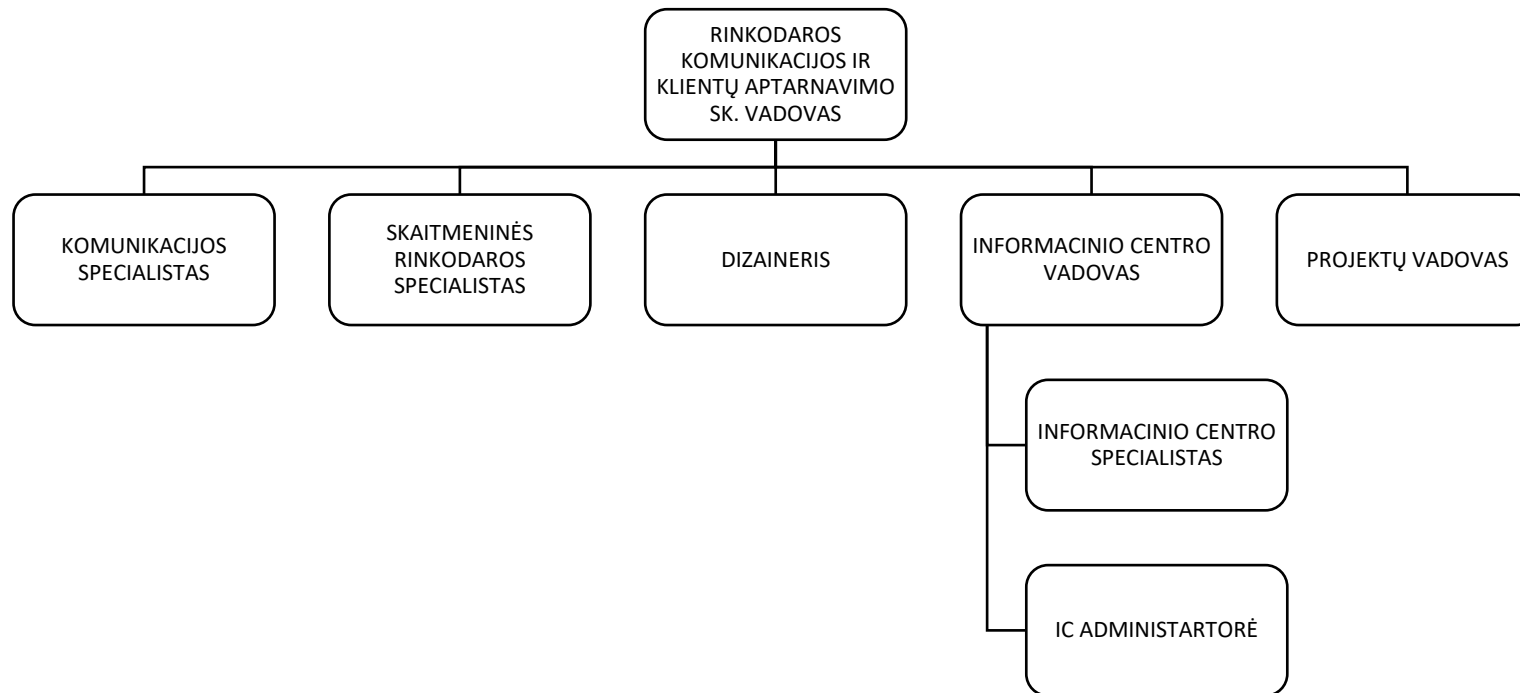 RINKODAROS
KOMUNIKACIJOS IR
KLIENTŲ APTARNAVIMO
SK. VADOVAS
KOMUNIKACIJOS
SPECIALISTAS
SKAITMENINĖS
RINKODAROS
SPECIALISTAS
DIZAINERIS
INFORMACINIO CENTRO
VADOVAS
PROJEKTŲ VADOVAS
INFORMACINIO CENTRO
SPECIALISTAS
IC ADMINISTARTORĖ